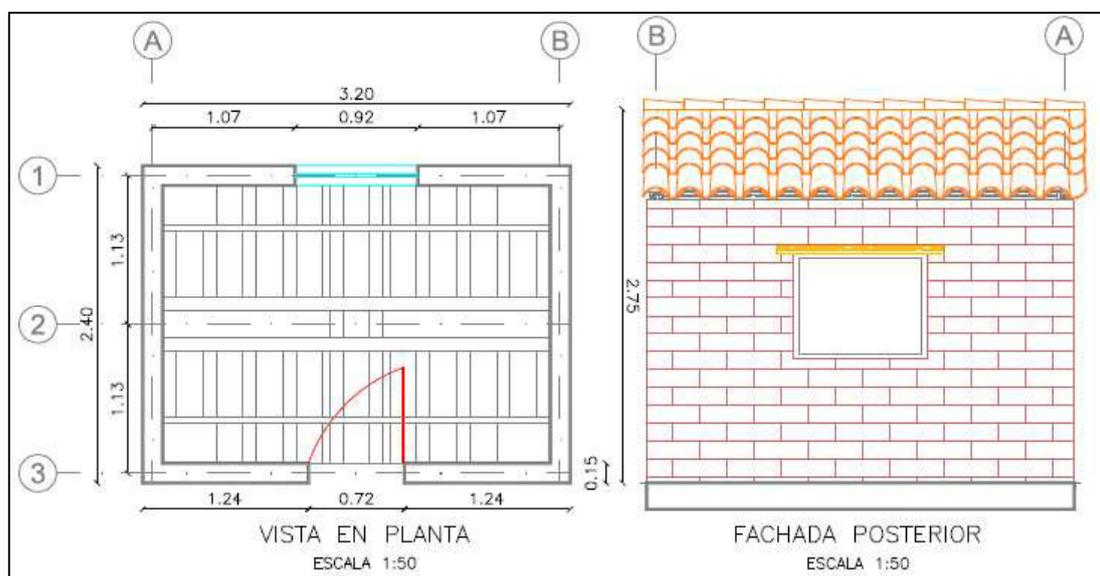 A
B
3.20
1.07 0.92 1.07
1
1.13
2
2.40
1.13
3
1.24 0.72 1.24
VISTA EN PLANTA
ESCALA 1:50
B
A
2.75
0.15
FACHADA POSTERIOR
ESCALA 1:50